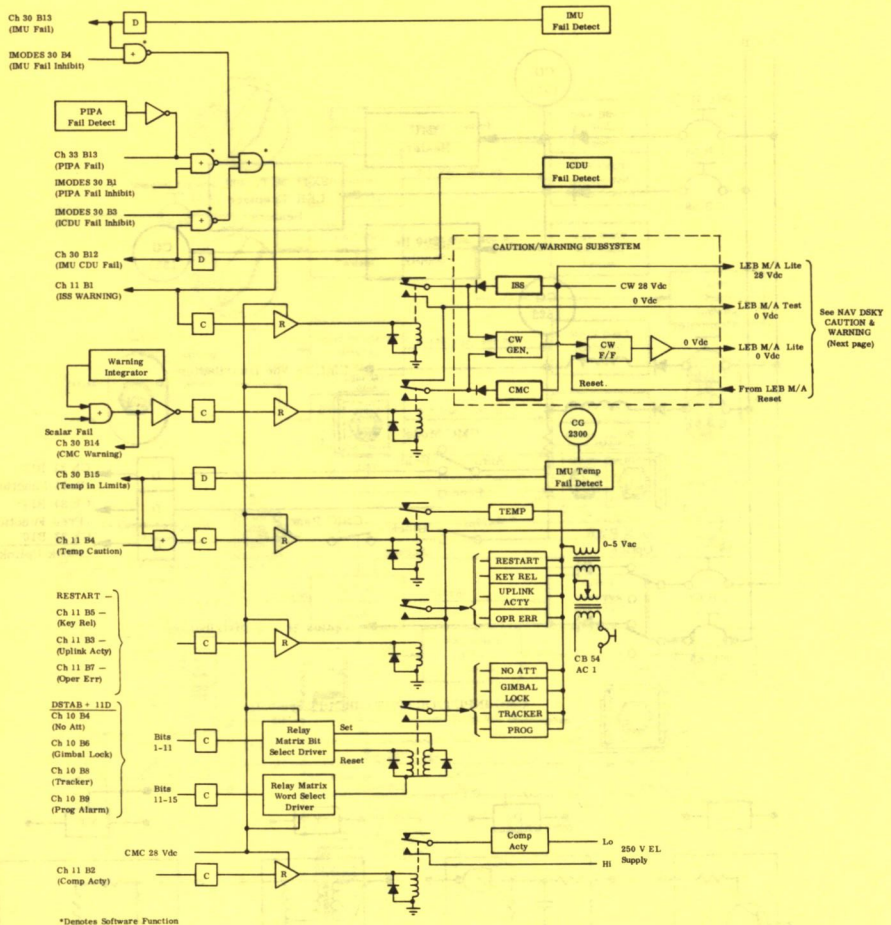 Ch 30 B13
(IMU Fail)
D
IMU
Fail Detect
+
*
IMODES 30 B4
(IMU Fail Inhibit)
PIPA
Fail Detect
Ch 33 B13
(PIPA Fail)
+
*
+
*
IMODES 30 B1
(PIPA Fail Inhibit)
ICDU
Fail Detect
IMODES 30 B3
(ICDU Fail Inhibit)
+
*
Ch 30 B12
(IMU CDU Fail)
D
Ch 11 B1
(ISS WARNING)
C
R
CAUTION/WARNING SUBSYSTEM
ISS
CW 28 Vdc
0 Vdc
CW
GEN.
CW
F/F
0 Vdc
Reset
CMC
LEB M/A Lite
28 Vdc
LEB M/A Test
0 Vdc
LEB M/A Lite
0 Vdc
From LEB M/A
Reset
See NAV DSKY
CAUTION &
WARNING
(Next page)
Warning
Integrator
+
C
R
Scalar Fail
Ch 30 B14
(CMC Warning)
CG
2300
IMU Temp
Fail Detect
Ch 30 B15
(Temp in Limits)
D
Ch 11 B4
(Temp Caution)
+
C
R
TEMP
0-5 Vac
RESTART
KEY REL
UPLINK
ACTY
OPR ERR
CB 54
AC 1
RESTART —
Ch 11 B5 —
(Key Rel)
Ch 11 B3 —
(Uplink Acty)
Ch 11 B7 —
(Oper Err)
C
R
NO ATT
GIMBAL
LOCK
TRACKER
PROG
DSTAB + 11D
Ch 10 B4
(No Att)
Ch 10 B6
(Gimbal Lock)
Ch 10 B8
(Tracker)
Ch 10 B9
(Prog Alarm)
Bits
1-11
C
Relay
Matrix Bit
Select Driver
Set
Reset
Bits
11-15
C
Relay Matrix
Word Select
Driver
CMC 28 Vdc
Ch 11 B2
(Comp Acty)
C
R
Comp
Acty
Lo
Hi
250 V EL
Supply
*Denotes Software Function